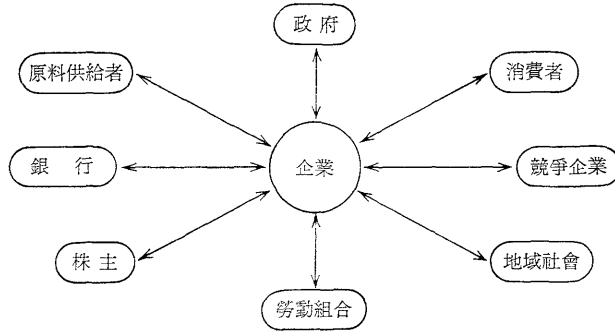 政府
原料供給者
消費者
銀行
企業
競爭企業
株主
地域社會
勞動組合